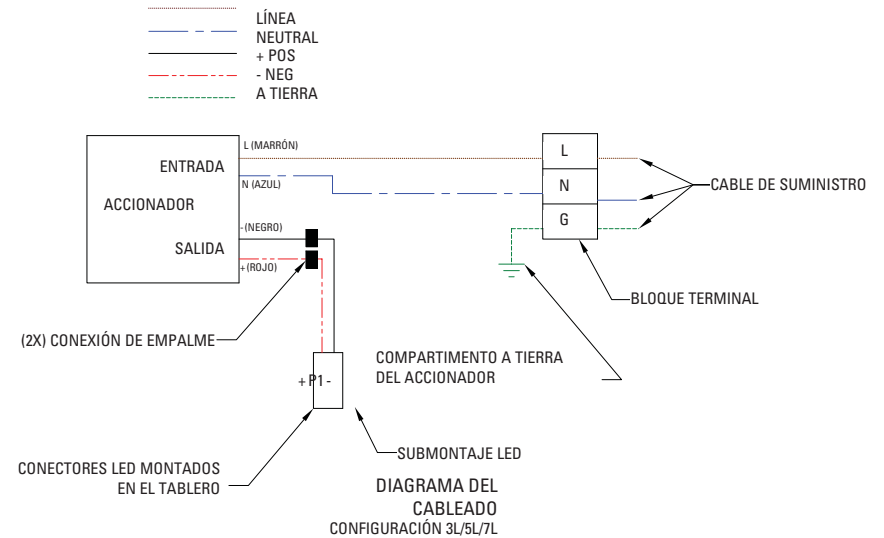 LÍNEA
NEUTRAL
+ POS
- NEG
A TIERRA
L (MARRÓN)
ENTRADA
N (AZUL)
ACCIONADOR
- (NEGRO)
SALIDA
+ (ROJO)
L
N
G
CABLE DE SUMINISTRO
BLOQUE TERMINAL
(2X) CONEXIÓN DE EMPALME
COMPARTIMENTO A TIERRA
DEL ACCIONADOR
+ P1 -
SUBMONTAJE LED
CONECTORES LED MONTADOS
EN EL TABLERO
DIAGRAMA DEL
CABLEADO
CONFIGURACIÓN 3L/5L/7L